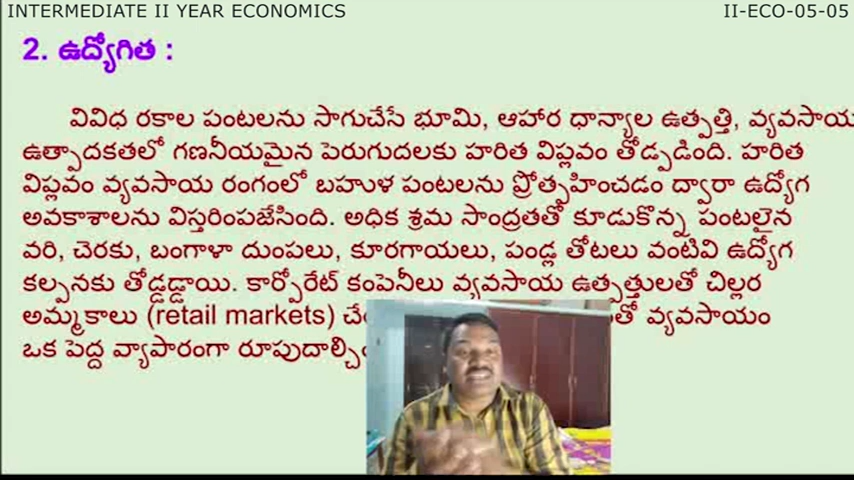 INTERMEDIATE II YEAR ECONOMICS II-ECO-05-05
2. ఉద్యోగిత :
వివిధ రకాల పంటలను సాగుచేసే భూమి, ఆహార ధాన్యాల ఉత్పత్తి, వ్యవసాయ
ఉత్పాదకతలో గణనీయమైన పెరుగుదలకు హరిత విప్లవం తోడ్పడింది. హరిత
విప్లవం వ్యవసాయ రంగంలో బహుళ పంటలను ప్రోత్సహించడం ద్వారా ఉద్యోగ
అవకాశాలను విస్తరింపజేసింది. అధిక శ్రమ సాంద్రతతో కూడుకొన్న పంటలైన
వరి, చెరకు, బంగాళా దుంపలు, కూరగాయలు, పండ్ల తోటలు వంటివి ఉద్యోగ
కల్పనకు తోడ్డడ్డాయి. కార్పోరేట్ కంపెనీలు వ్యవసాయ ఉత్పత్తులతో చిల్లర
అమ్మకాలు (retail markets) వ్యవసాయం
ఒక పెద్ద వ్యాపారంగా